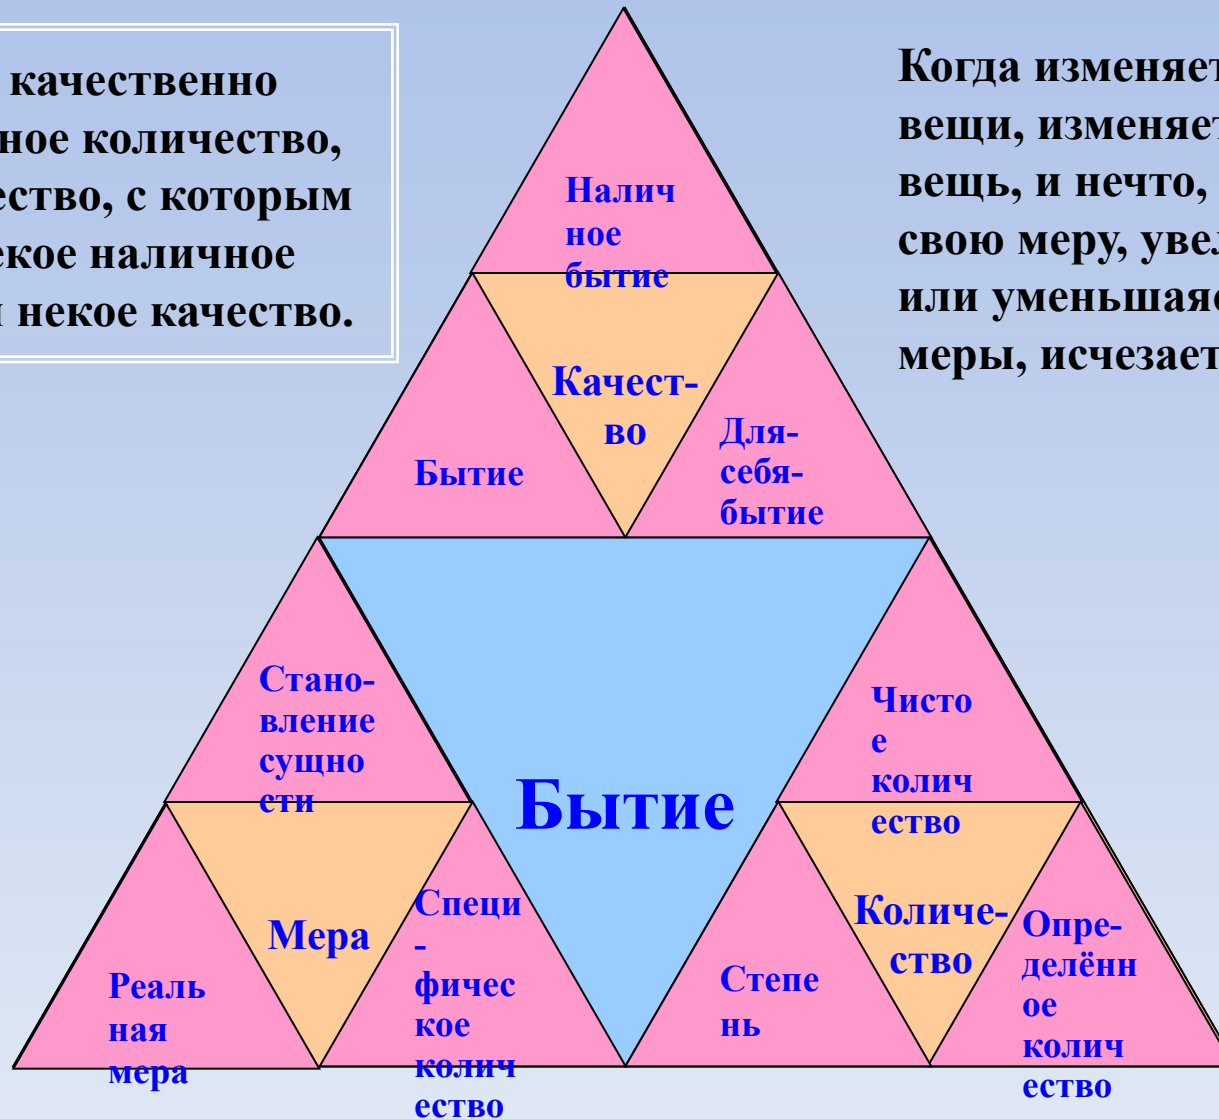 качественно
ное количество,
ество, с которым
екое наличное
некое качество.
Когда изменяет
вещи, изменяет
вещь, и нечто,
свою меру, увел
или уменьшаяс
меры, исчезает
Налич
ное
бытие
Качест-
во
Бытие
Для-
себя-
бытие
Стано-
вление
сущно
сти
Чисто
е
колич
ество
Бытие
Мера
Количе-
ство
Реаль
ная
мера
Специ
-
фичес
кое
колич
ество
Степе
нь
Опре-
делённ
ое
колич
ество